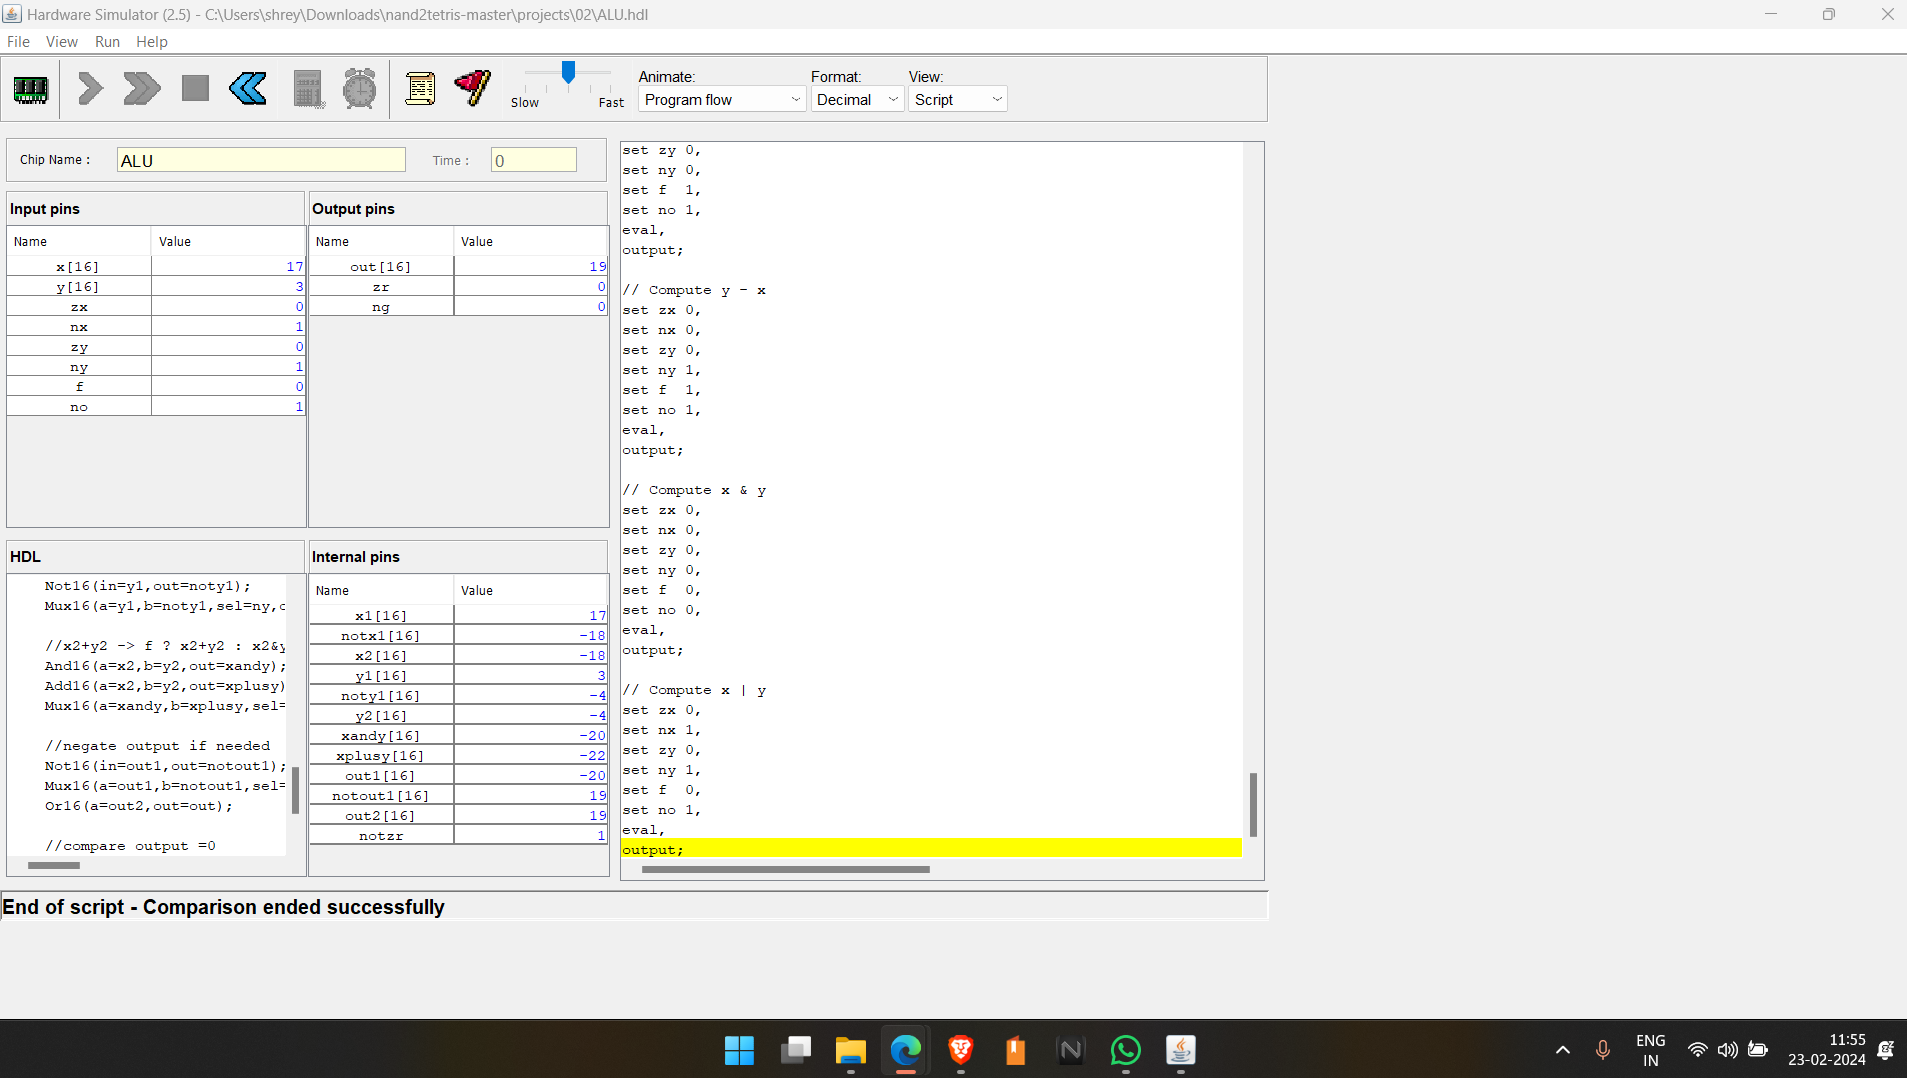 Hardware Simulator (2.5) - C:\Users\shrey\Downloads\nand2tetris-master\projects\02\ALU.hdl
File View Run Help
Slow Fast
Animate: Format: View:
Program flow Decimal Script
Chip Name : ALU Time : 0
Input pins
Name Value
x[16] 17
y[16] 3
zx 0
nx 1
zy 0
ny 1
f 0
no 1
Output pins
Name Value
out[16] 19
zr 0
ng 0
HDL
Not16(in=y1,out=noty1);
Mux16(a=y1,b=noty1,sel=ny,c
//x2+y2 -> f ? x2+y2 : x2&y
And16(a=x2,b=y2,out=xandy);
Add16(a=x2,b=y2,out=xplusy)
Mux16(a=xandy,b=xplusy,sel=
//negate output if needed
Not16(in=out1,out=notout1);
Mux16(a=out1,b=notout1,sel=
Or16(a=out2,out=out);
//compare output =0
Internal pins
Name Value
x1[16] 17
notx1[16] -18
x2[16] -18
y1[16] 3
noty1[16] -4
y2[16] -4
xandy[16] -20
xplusy[16] -22
out1[16] -20
notout1[16] 19
out2[16] 19
notzr 1
set zy 0,
set ny 0,
set f 1,
set no 1,
eval,
output;
// Compute y - x
set zx 0,
set nx 0,
set zy 0,
set ny 1,
set f 1,
set no 1,
eval,
output;
// Compute x & y
set zx 0,
set nx 0,
set zy 0,
set ny 0,
set f 0,
set no 0,
eval,
output;
// Compute x | y
set zx 0,
set nx 1,
set zy 0,
set ny 1,
set f 0,
set no 1,
eval,
output;
End of script - Comparison ended successfully
ENG
IN
11:55
23-02-2024